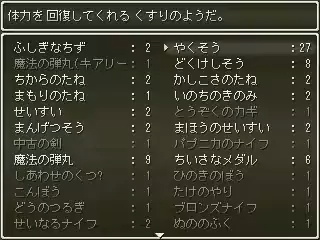 体力を回復してくれる くすりのようだ。
ふしぎなちず : 2 やくそう :27
魔法の弾丸(キアリー : 1 どくけしそう : 8
ちからのたね : 2 かしこさのたね : 2
まもりのたね : 1 いのちのきのみ : 2
せいすい : 2 とうぞくのカギ : 1
まんげつそう : 2 まほうのせいすい : 2
中古の剣 : 1 パプニカのナイフ : 1
魔法の弾丸 : 9 ちいさなメダル : 6
しあわせのくつ? : 1 ひのきのぼう : 1
こんぼう : 1 たけのやり : 1
どうのつるぎ : 1 ブロンズナイフ : 1
せいなるナイフ : 2 ぬののふく : 1